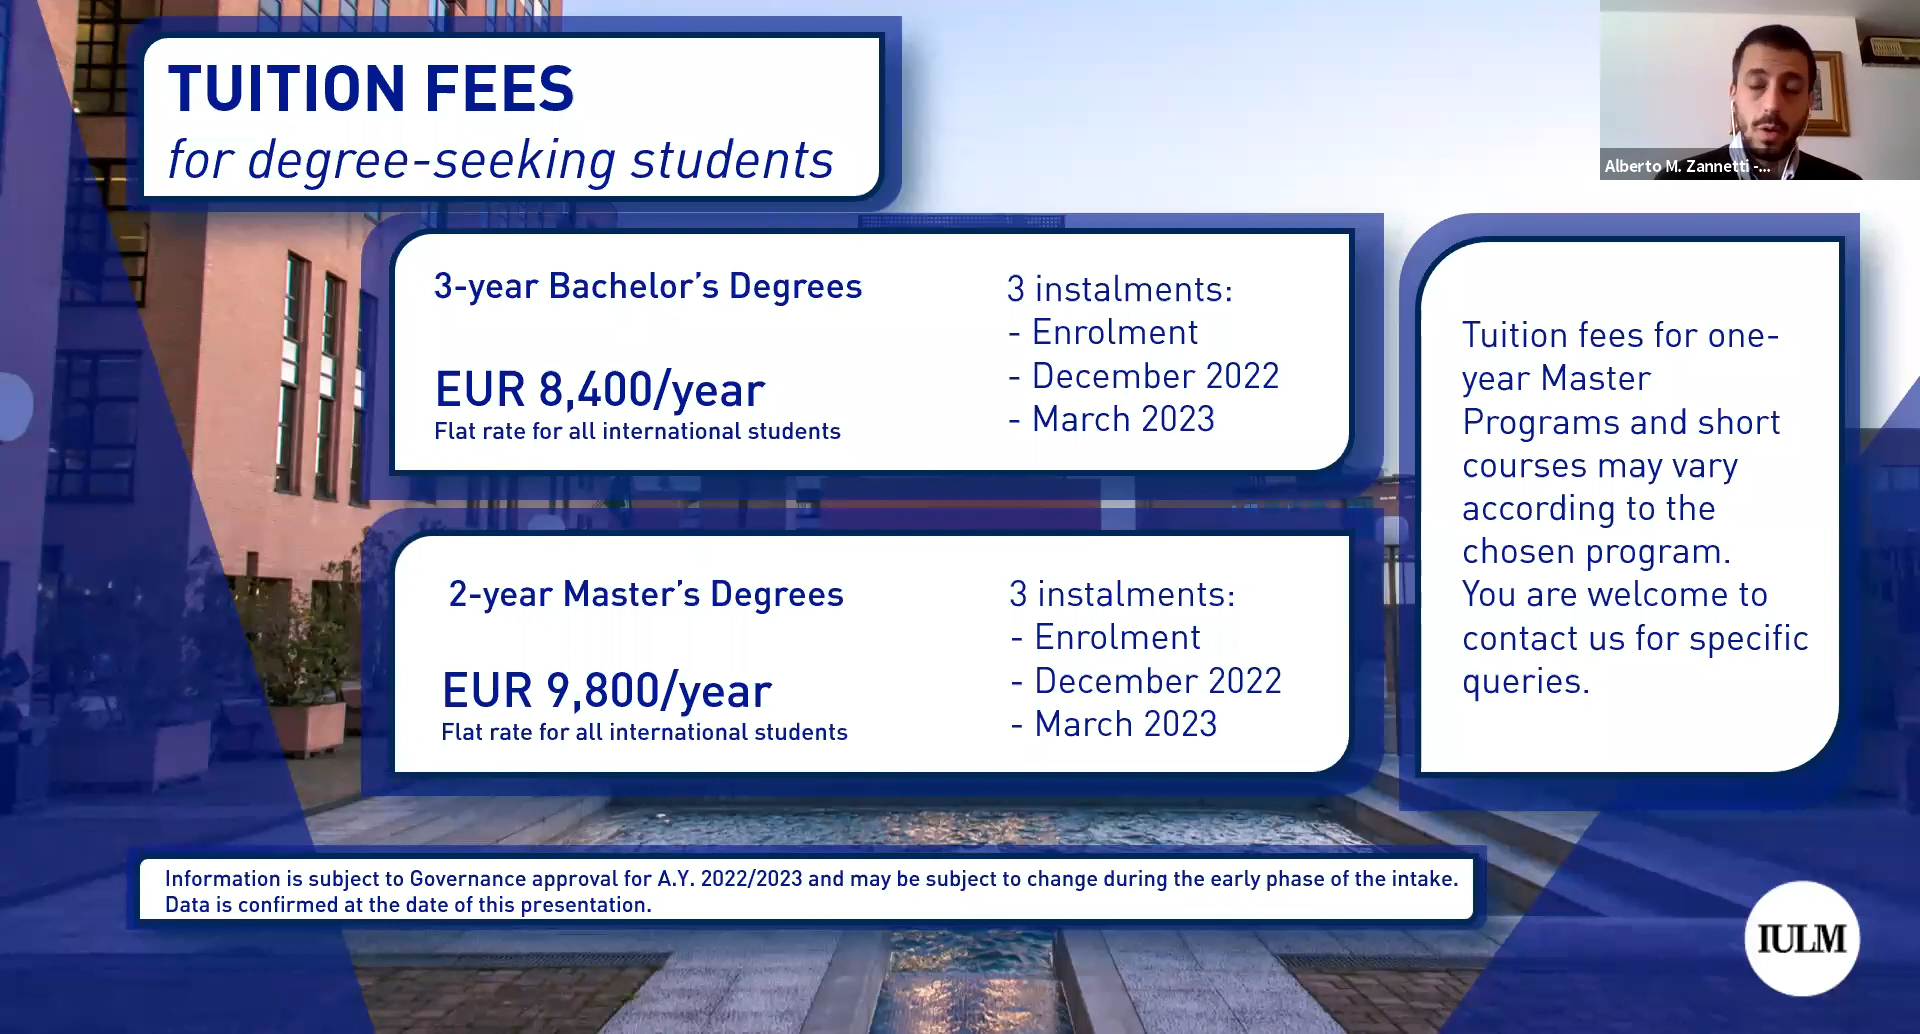 TUITION FEES
for degree-seeking students
Alberto M. Zannetti -...
3-year Bachelor's Degrees
EUR 8,400/year
Flat rate for all international students
3 instalments:
- Enrolment
- December 2022
- March 2023
2-year Master's Degrees
EUR 9,800/year
Flat rate for all international students
3 instalments:
- Enrolment
- December 2022
- March 2023
Tuition fees for one-
year Master
Programs and short
courses may vary
according to the
chosen program.
You are welcome to
contact us for specific
queries.
Information is subject to Governance approval for A.Y. 2022/2023 and may be subject to change during the early phase of the intake.
Data is confirmed at the date of this presentation.
IULM